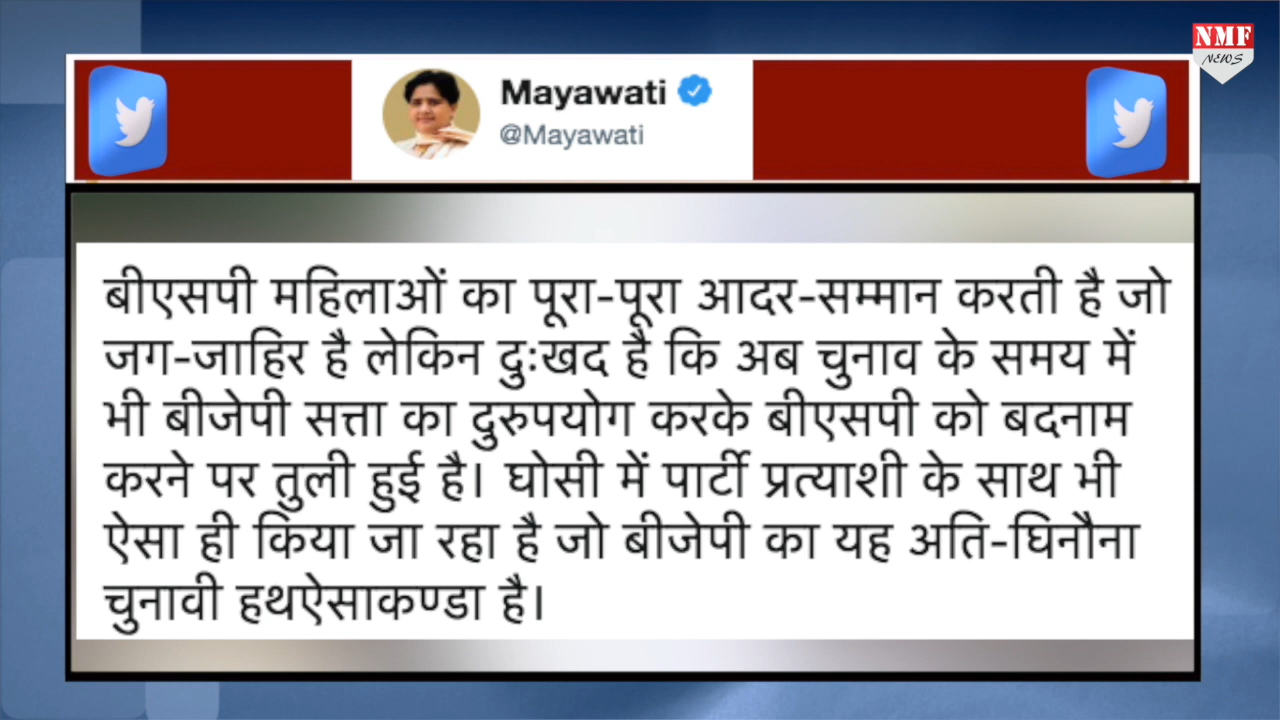 NMF
NEWS
Mayawati
@Mayawati
बीएसपी महिलाओं का पूरा-पूरा आदर-सम्मान करती है जो
जग-जाहिर है लेकिन दुःखद है कि अब चुनाव के समय में
भी बीजेपी सत्ता का दुरुपयोग करके बीएसपी को बदनाम
करने पर तुली हुई है। घोसी में पार्टी प्रत्याशी के साथ भी
ऐसा ही किया जा रहा है जो बीजेपी का यह अति-घिनौना
चुनावी हथऐसाकण्डा है।